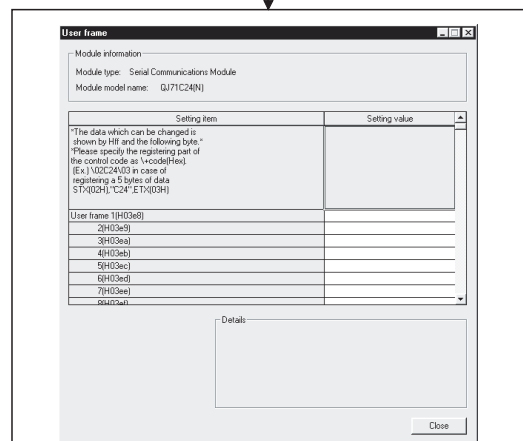 User frame
Module information
Module type: Serial Communications Module
Module model name: QJ71C24(N)
Setting item Setting value
"The data which can be changed is
shown by Hff and the following byte."
"Please specify the registering part of
the control code as \+code(Hex).
(Ex.) \02C24\03 in case of
registering a 5 bytes of data
STX(02H),"C24",ETX(03H)
User frame 1(H03e8)
2(H03e9)
3(H03ea)
4(H03eb)
5(H03ec)
6(H03ed)
7(H03ee)
8(H03ef)
Details
Close